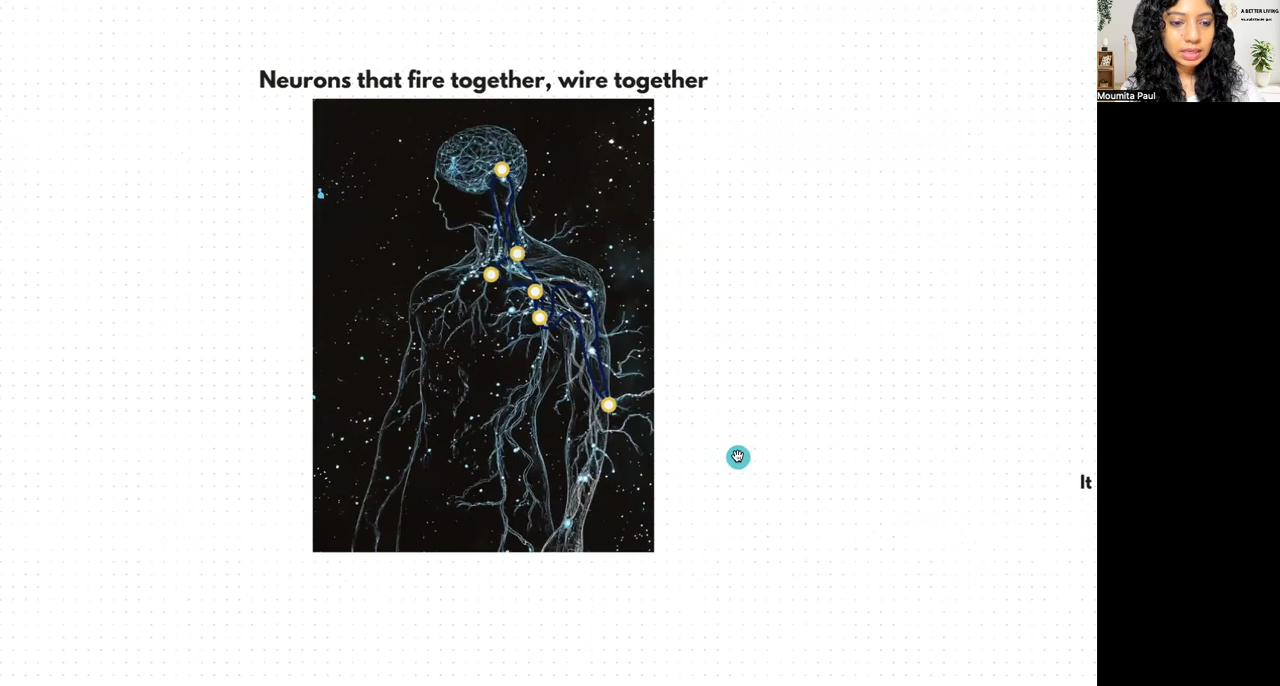 Neurons that fire together, wire together
A BETTER LIVING
Moumita Paul
It